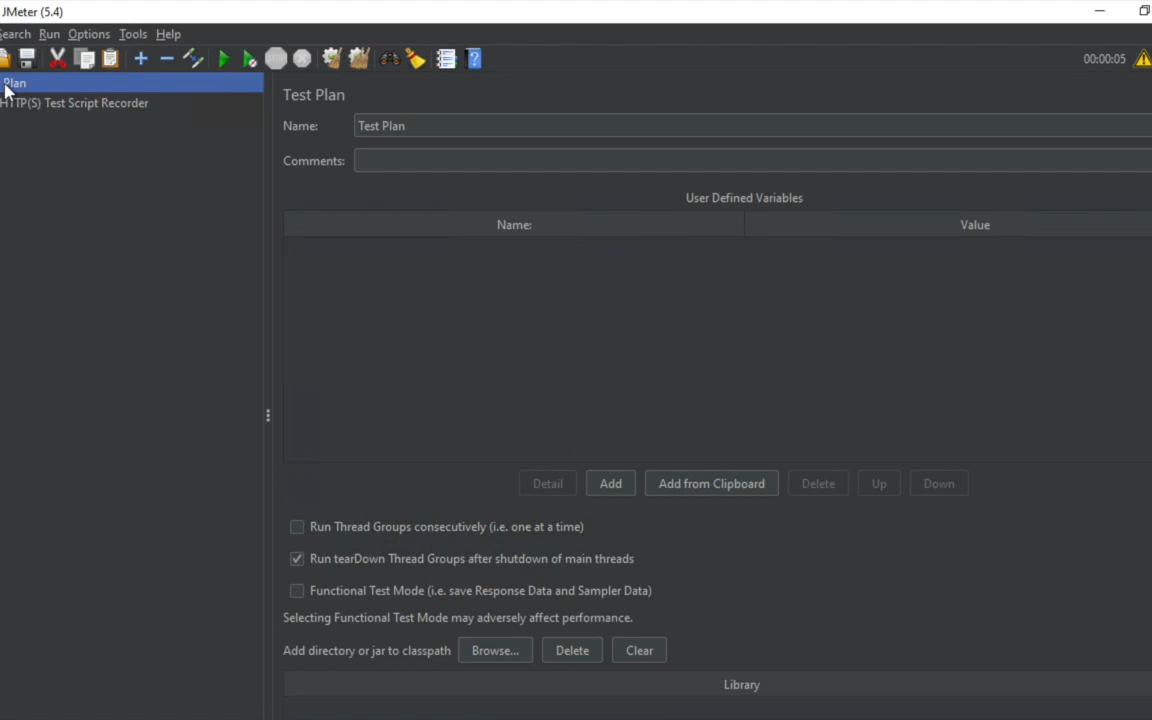 JMeter (5.4)
Search Run Options Tools Help
00:00:05
Plan
HTTP(S) Test Script Recorder
Test Plan
Name: Test Plan
Comments:
User Defined Variables
Name: Value
Detail Add Add from Clipboard Delete Up Down
Run Thread Groups consecutively (i.e. one at a time)
Run tearDown Thread Groups after shutdown of main threads
Functional Test Mode (i.e. save Response Data and Sampler Data)
Selecting Functional Test Mode may adversely affect performance.
Add directory or jar to classpath Browse... Delete Clear
Library